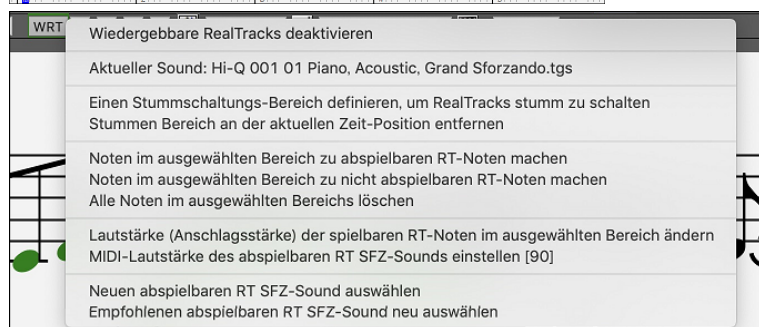 WRT
Wiedergebbare RealTracks deaktivieren
Aktueller Sound: Hi-Q 001 01 Piano, Acoustic, Grand Sforzando.tgs
Einen Stummschaltungs-Bereich definieren, um RealTracks stumm zu schalten
Stummen Bereich an der aktuellen Zeit-Position entfernen
Noten im ausgewählten Bereich zu abspielbaren RT-Noten machen
Noten im ausgewählten Bereich zu nicht abspielbaren RT-Noten machen
Alle Noten im ausgewählten Bereichs löschen
Lautstärke (Anschlagsstärke) der spielbaren RT-Noten im ausgewählten Bereich ändern
MIDI-Lautstärke des abspielbaren RT SFZ-Sounds einstellen [90]
Neuen abspielbaren RT SFZ-Sound auswählen
Empfohlenen abspielbaren RT SFZ-Sound neu auswählen